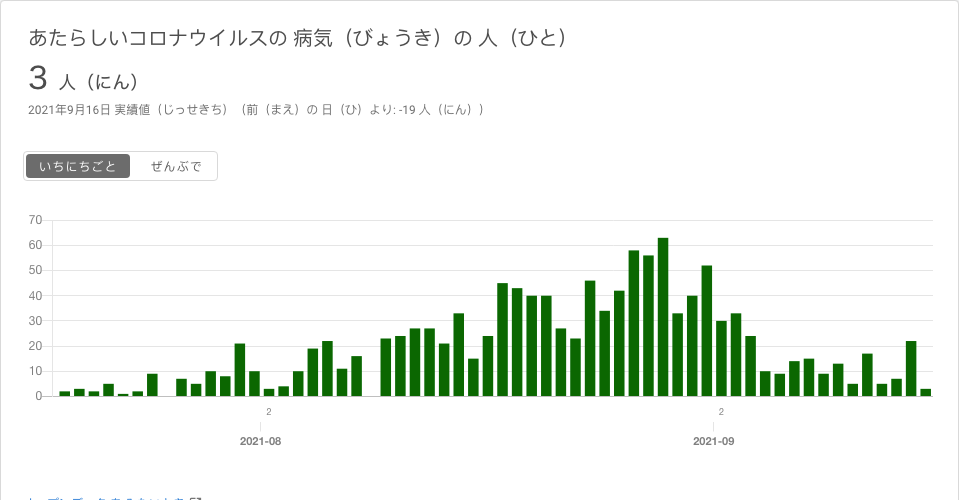 あたらしいコロナウイルスの 病気（びょうき）の 人（ひと）
3 人（にん）
2021年9月16日 実績値（じっせきち）（前（まえ）の 日（ひ）より: -19 人（にん））
いちにちごと ぜんぶで
70
60
50
40
30
20
10
0
2 2
2021-08 2021-09